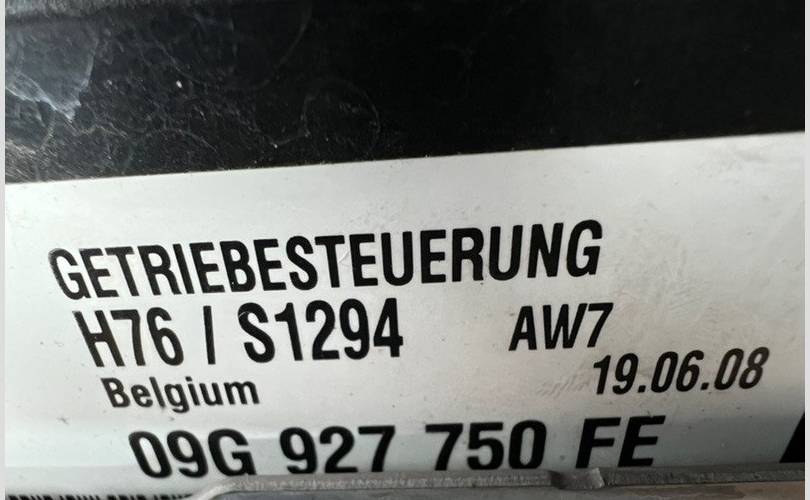 GETRIEBESTEUERUNG
H76 / S1294 AW7
Belgium 19.06.08
09G 927 750 FE